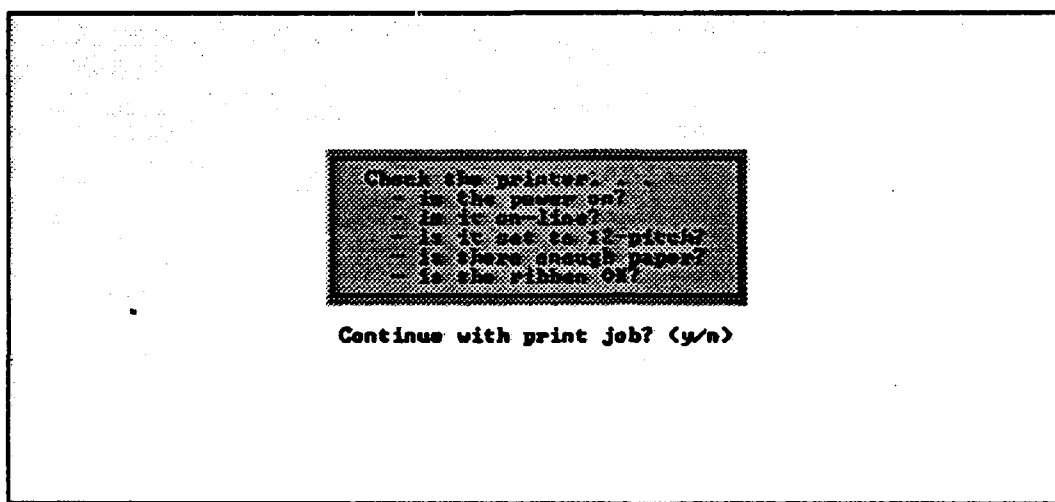 Check the printer. . .
- is the power on?
- is it on-line?
- is it set to 12-pitch?
- is there enough paper?
- is the ribbon OK?
Continue with print job? (y/n)